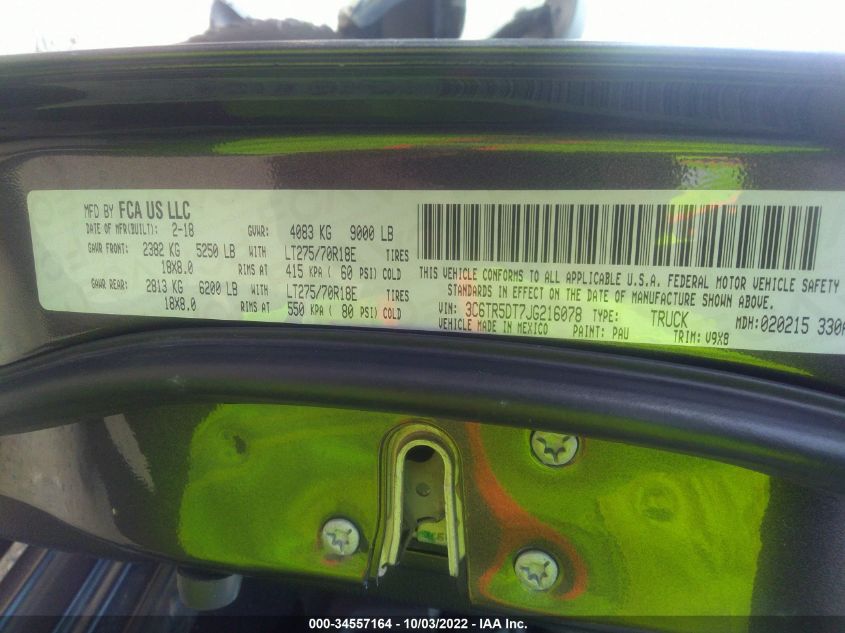 MFD BY FCA US LLC
DATE OF MFR(BUILT): 2-18 GVWR: 4083 KG 9000 LB
GAWR FRONT: 2382 KG 5250 LB WITH LT275/70R18E TIRES
18X8.0 RIMS AT 415 KPA ( 60 PSI) COLD
GAWR REAR: 2813 KG 6200 LB WITH LT275/70R18E TIRES
18X8.0 RIMS AT 550 KPA ( 80 PSI) COLD
THIS VEHICLE CONFORMS TO ALL APPLICABLE U.S.A. FEDERAL MOTOR VEHICLE SAFETY
STANDARDS IN EFFECT ON THE DATE OF MANUFACTURE SHOWN ABOVE.
VIN: 3C6TR5DT7JG216078 TYPE: TRUCK MDH:020215 330
VEHICLE MADE IN MEXICO PAINT: PAU TRIM: V9X8
000-34557164 - 10/03/2022 - IAA Inc.